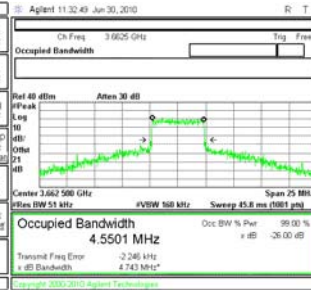 Agilent 11:32:49 Jun 30, 2010 R T
Ch Freq 3.6625 GHz Trig Free
Occupied Bandwidth
Ref 40 dBm Atten 30 dB
#Peak
Log
10
dB/
Offst
21
dB
Center 3.662 500 GHz Span 25 MH
#Res BW 51 kHz #VBW 160 kHz Sweep 45.8 ms (1001 pts)
Occupied Bandwidth Occ BW % Pwr 99.00 %
4.5501 MHz x dB -26.00 dB
Transmit Freq Error -2.246 kHz
x dB Bandwidth 4.743 MHz*
Copyright 2000-2010 Agilent Technologies